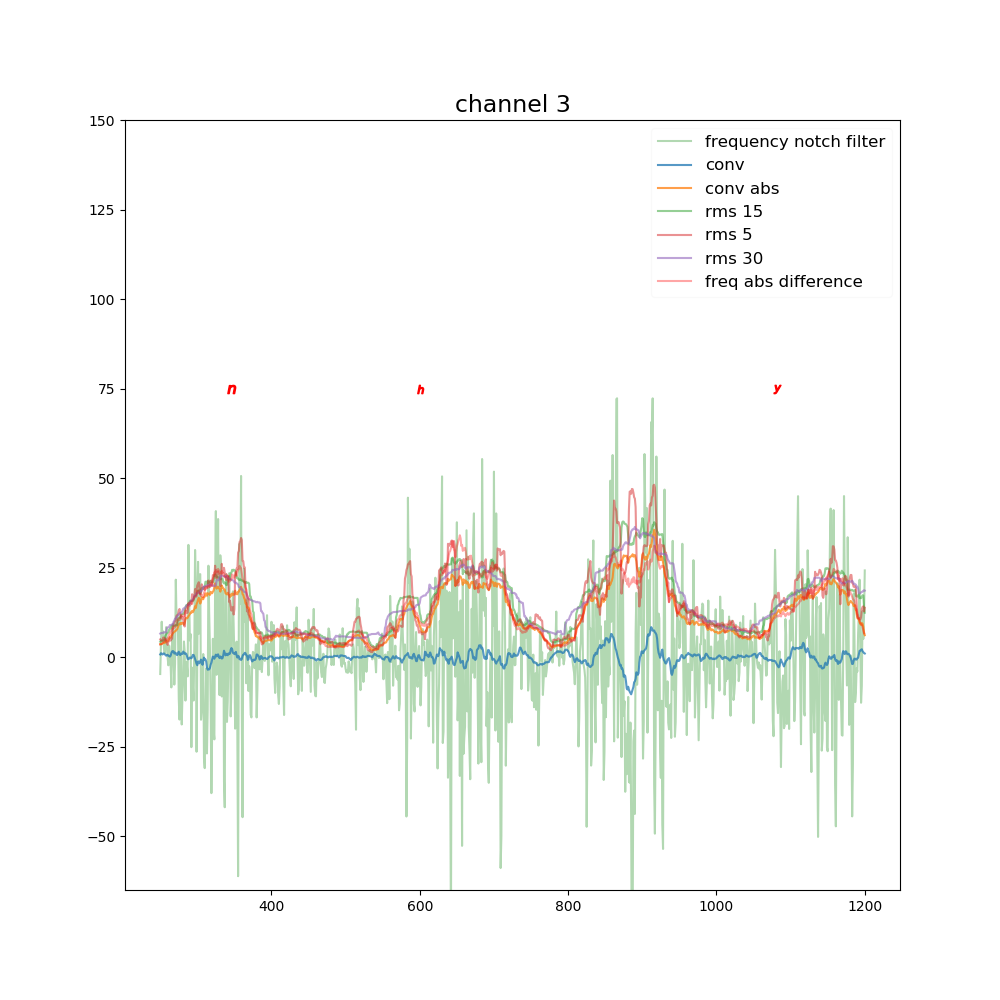 channel 3
150
125
100
75
50
25
0
−25
−50
frequency notch filter
conv
conv abs
rms 15
rms 5
rms 30
freq abs difference
n h y
400 600 800 1000 1200